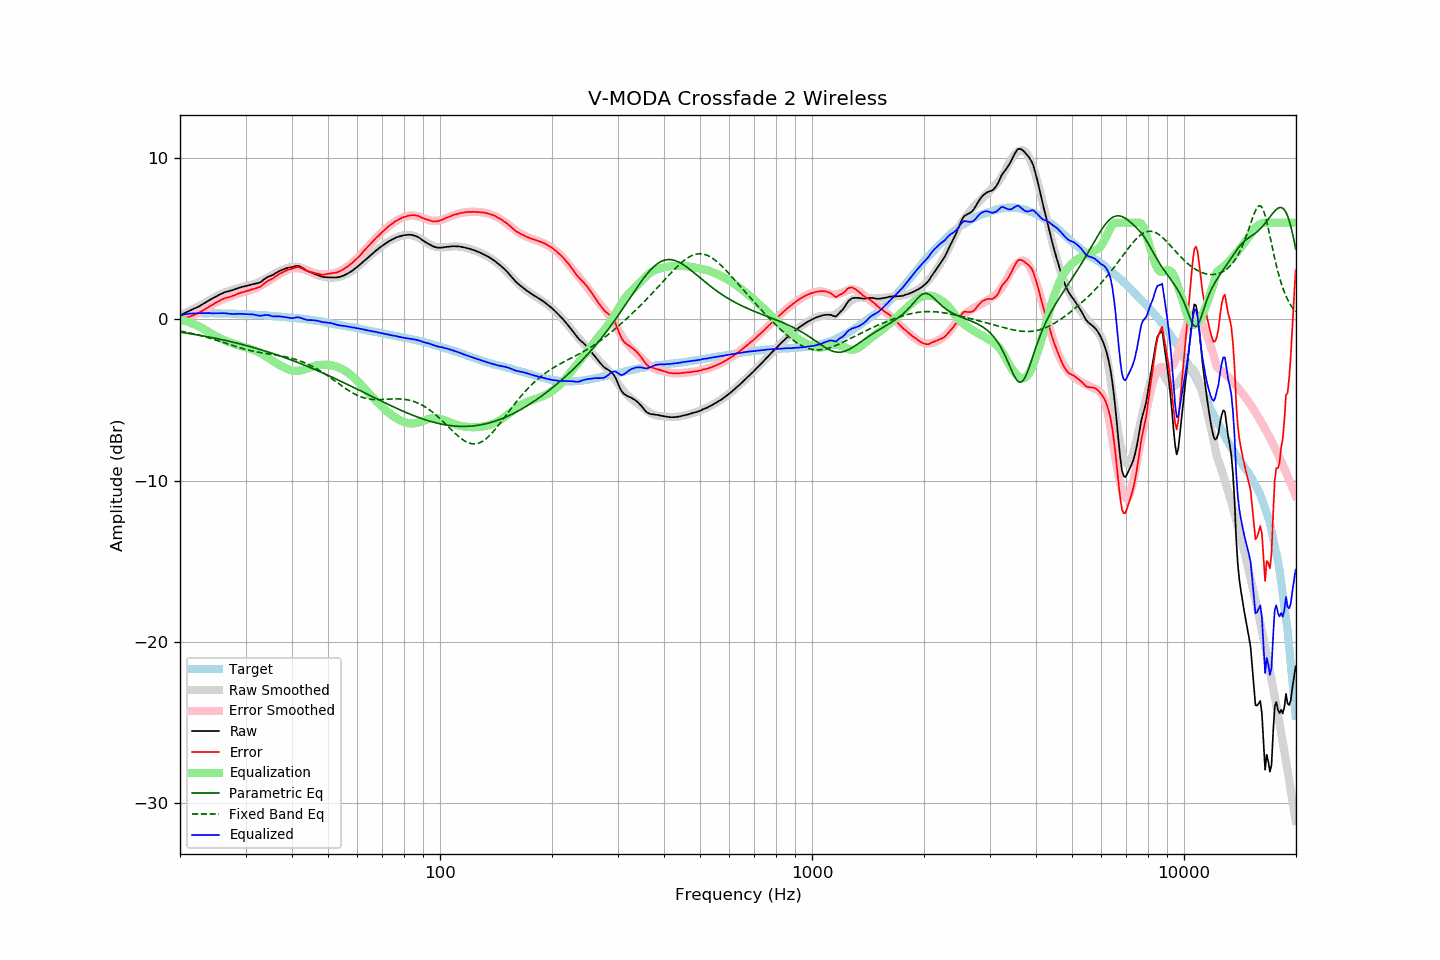 V-MODA Crossfade 2 Wireless
10
0
−10
−20
−30
Amplitude (dBr)
Target
Raw Smoothed
Error Smoothed
Raw
Error
Equalization
Parametric Eq
Fixed Band Eq
Equalized
100
1000
10000
Frequency (Hz)